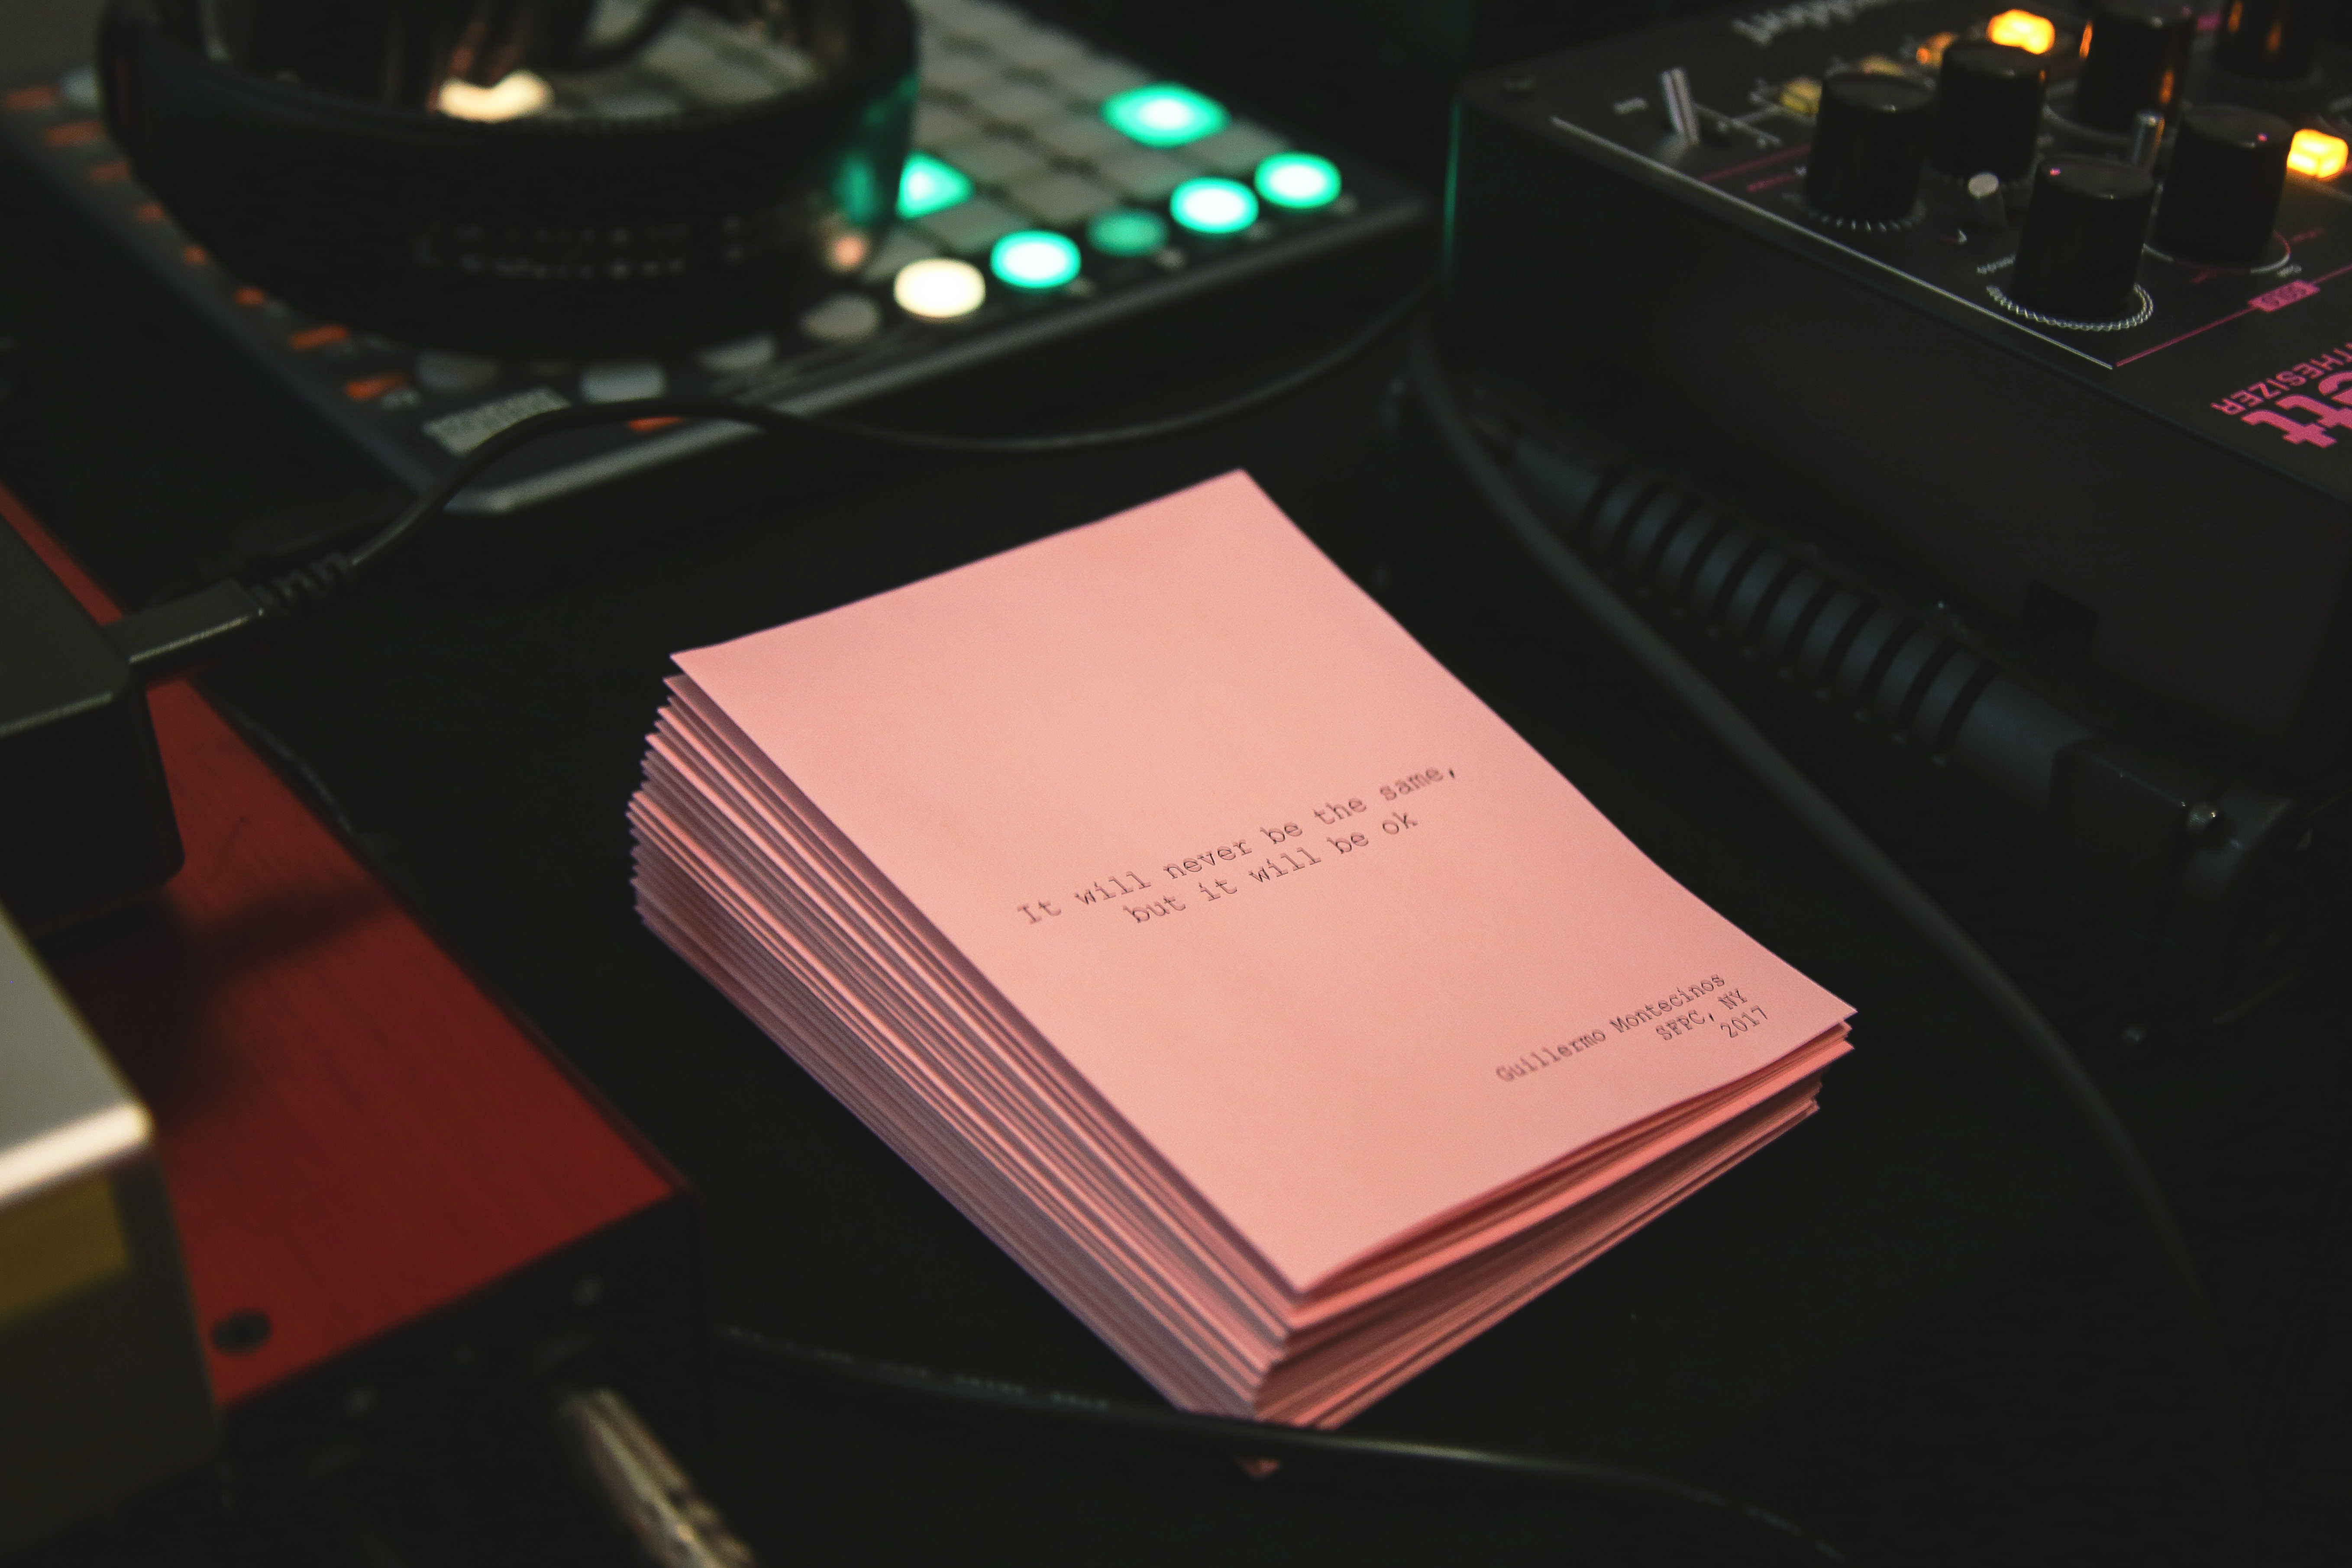 It will never be the same,
but it will be ok
Guillermo Montecinos
SFPC, NY
2017